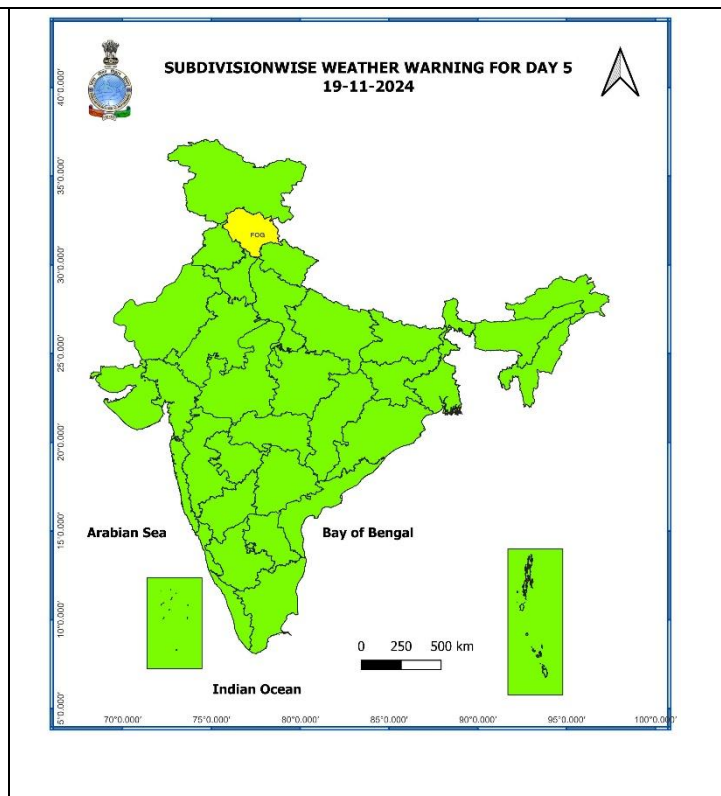 SUBDIVISIONWISE WEATHER WARNING FOR DAY 5
19-11-2024
40°0.000'
35°0.000'
FOG
30°0.000'
25°0.000'
20°0.000'
Arabian Sea
Bay of Bengal
15°0.000'
10°0.000'
0 250 500 km
Indian Ocean
5°0.000'
70°0.000' 75°0.000' 80°0.000' 85°0.000' 90°0.000' 95°0.000' 100°0.000'